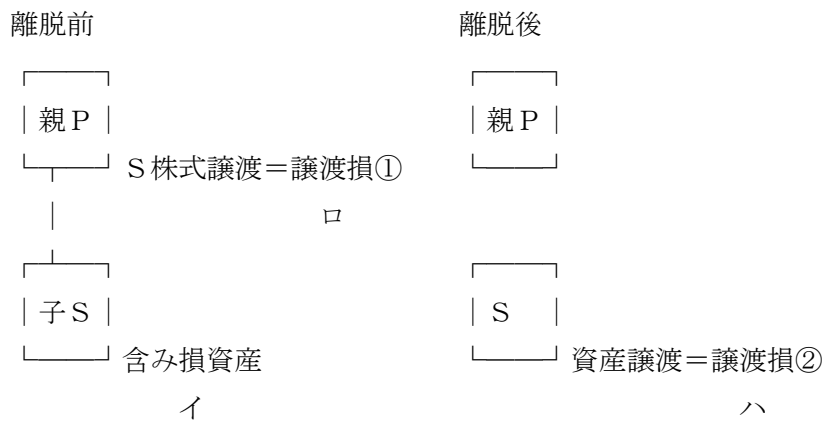 離脱前 離脱後
親P 親P
S株式譲渡=譲渡損①
ロ
子S S
含み損資産 資産譲渡=譲渡損②
イ ハ